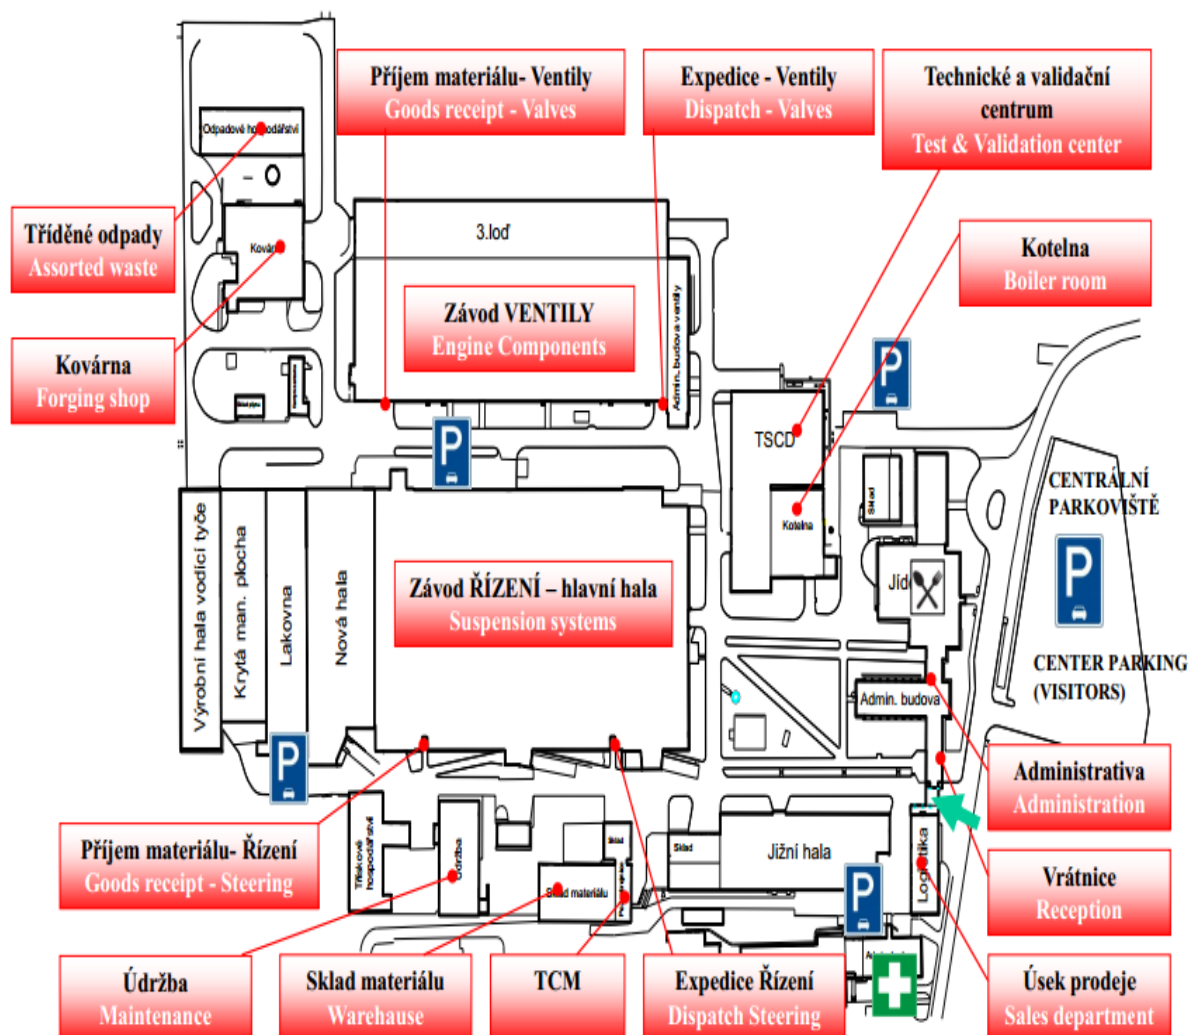 Příjem materiálu- Ventily
Goods receipt - Valves
Expedice - Ventily
Dispatch - Valves
Technické a validační
centrum
Test & Validation center
Odpadové hospodářství
Tříděné odpady
Assorted waste
Kovárna
3.loď
Kotelna
Boiler room
Závod VENTILY
Engine Components
Admin. budova ventily
Kovárna
Forging shop
P
P
TSCD
Kotelna
Sklad
CENTRÁLNÍ
PARKOVIŠTĚ
P
CENTER PARKING
(VISITORS)
Výrobní hala vodící tyče
Krytá man. plocha
Lakovna
Nová hala
Závod ŘÍZENÍ – hlavní hala
Suspension systems
Jíd
Admin. budova
P
Administrativa
Administration
Příjem materiálu- Řízení
Goods receipt - Steering
Třískové
hospodářství
Údržba
Sklad
Sklad materiálu
Sklad
Jižní hala
Logistika
P
Vrátnice
Reception
Údržba
Maintenance
Sklad materiálu
Warehause
TCM
Expedice Řízení
Dispatch Steering
Úsek prodeje
Sales department